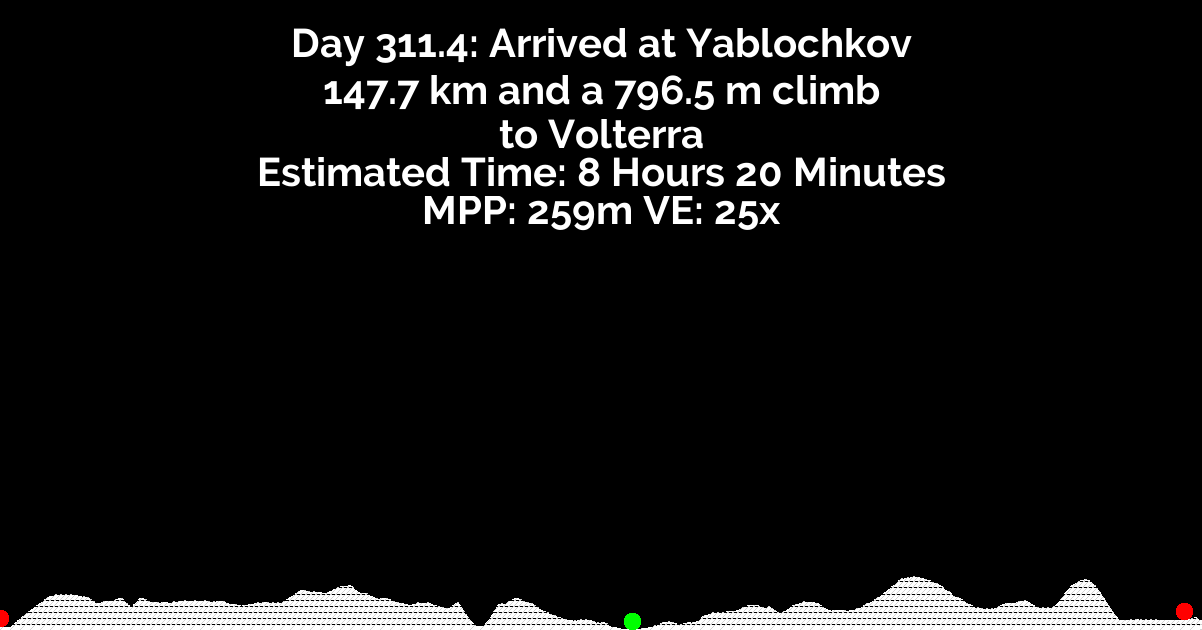 Day 311.4: Arrived at Yablochkov
147.7 km and a 796.5 m climb
to Volterra
Estimated Time: 8 Hours 20 Minutes
MPP: 259m VE: 25x